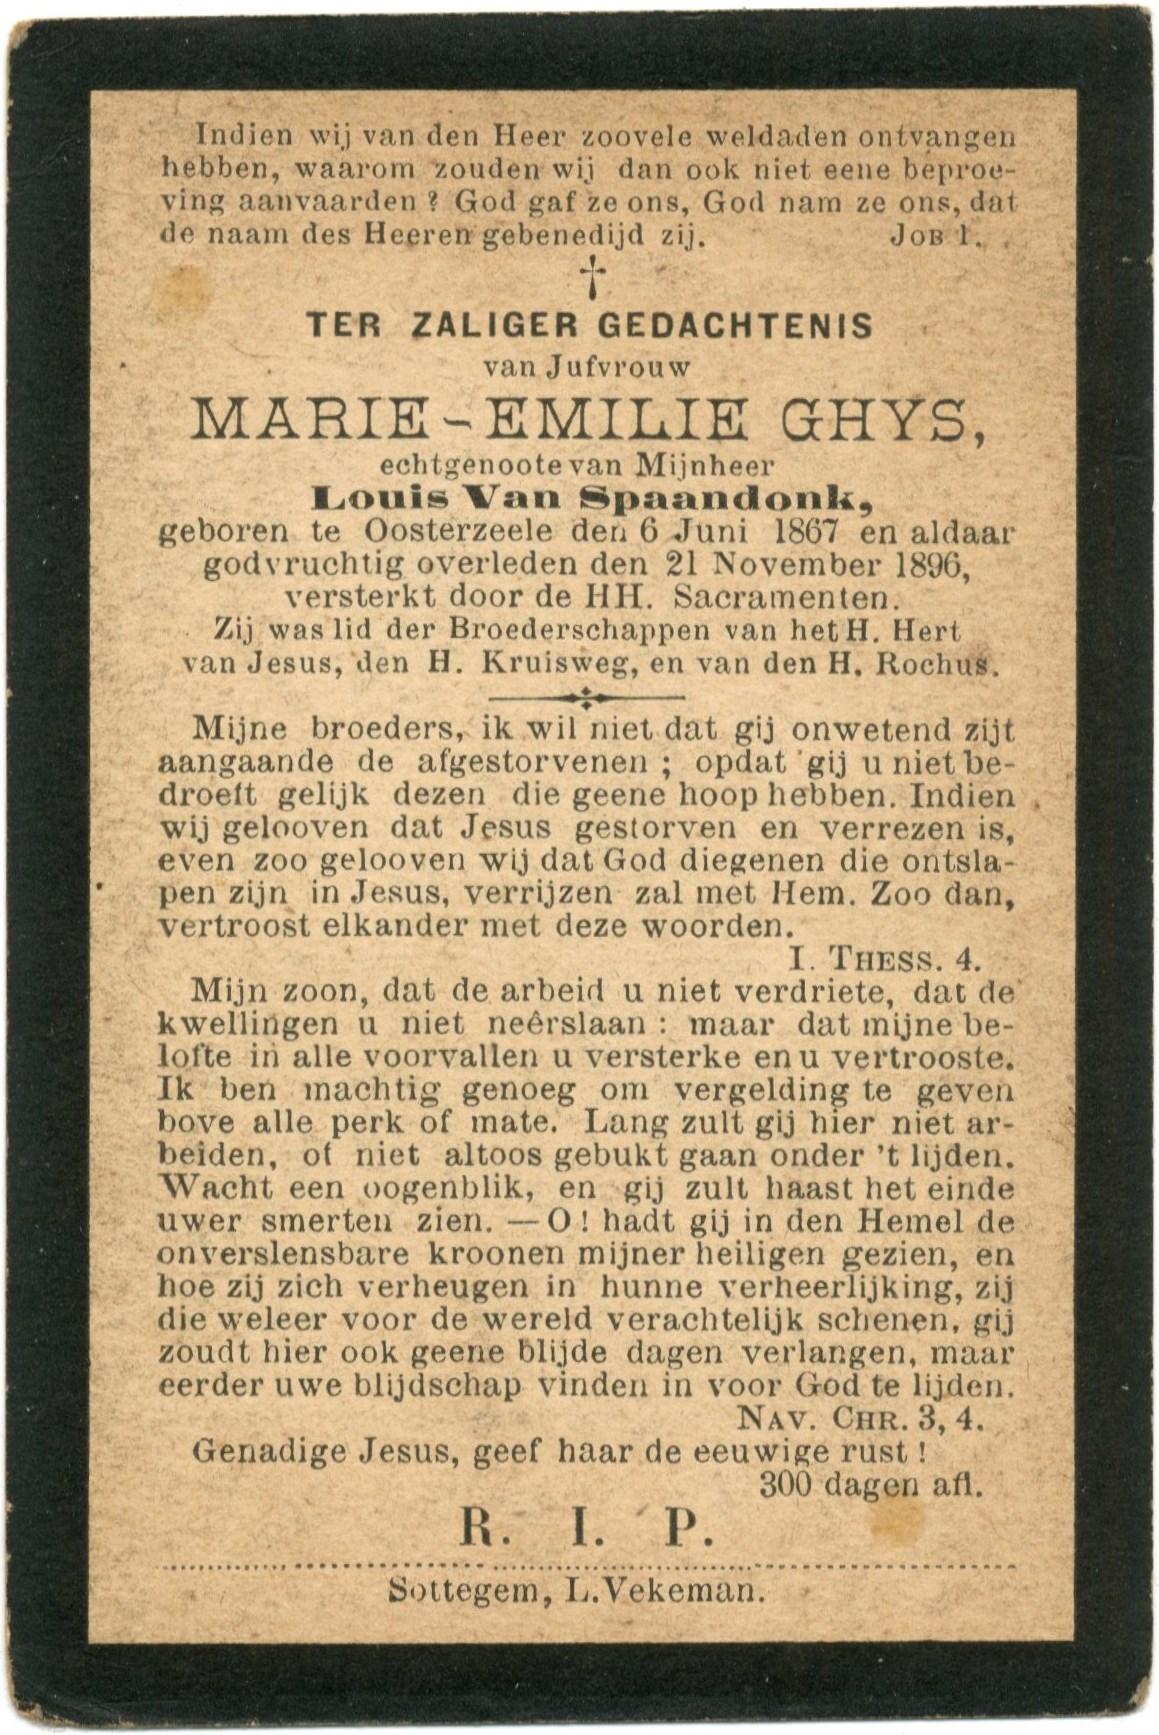 Indien wij van den Heer zoovele weldaden ontvangen
hebben, waarom zouden wij dan ook niet eene beproe-
ving aanvaarden ? God gaf ze ons, God nam ze ons, dat
de naam des Heeren gebenedijd zij. JOB 1.
†
TER ZALIGER GEDACHTENIS
van Jufvrouw
MARIE-EMILIE GHYS,
echtgenoote van Mijnheer
Louis Van Spaandonk,
geboren te Oosterzeele den 6 Juni 1867 en aldaar
godvruchtig overleden den 21 November 1896,
versterkt door de HH. Sacramenten.
Zij was lid der Broederschappen van het H. Hert
van Jesus, den H. Kruisweg, en van den H. Rochus.
Mijne broeders, ik wil niet dat gij onwetend zijt
aangaande de afgestorvenen ; opdat gij u niet be-
droeft gelijk dezen die geene hoop hebben. Indien
wij gelooven dat Jesus gestorven en verrezen is,
even zoo gelooven wij dat God diegenen die ontsla-
pen zijn in Jesus, verrijzen zal met Hem. Zoo dan,
vertroost elkander met deze woorden.
I. THESS. 4.
Mijn zoon, dat de arbeid u niet verdriete, dat de
kwellingen u niet neêrslaan : maar dat mijne be-
lofte in alle voorvallen u versterke en u vertrooste.
Ik ben machtig genoeg om vergelding te geven
bove alle perk of mate. Lang zult gij hier niet ar-
beiden, of niet altoos gebukt gaan onder 't lijden.
Wacht een oogenblik, en gij zult haast het einde
uwer smerten zien. — O ! hadt gij in den Hemel de
onverslensbare kroonen mijner heiligen gezien, en
hoe zij zich verheugen in hunne verheerlijking, zij
die weleer voor de wereld verachtelijk schenen, gij
zoudt hier ook geene blijde dagen verlangen, maar
eerder uwe blijdschap vinden in voor God te lijden.
NAV. CHR. 3, 4.
Genadige Jesus, geef haar de eeuwige rust !
300 dagen afl.
R. I. P.
Sottegem, L. Vekeman.